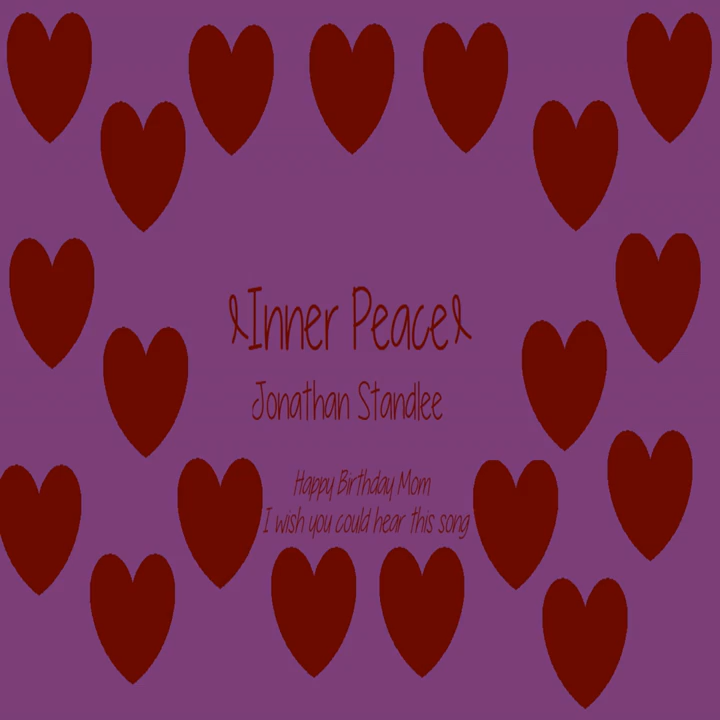 Inner Peace
Jonathan Standlee
Happy Birthday Mom
I wish you could hear this song